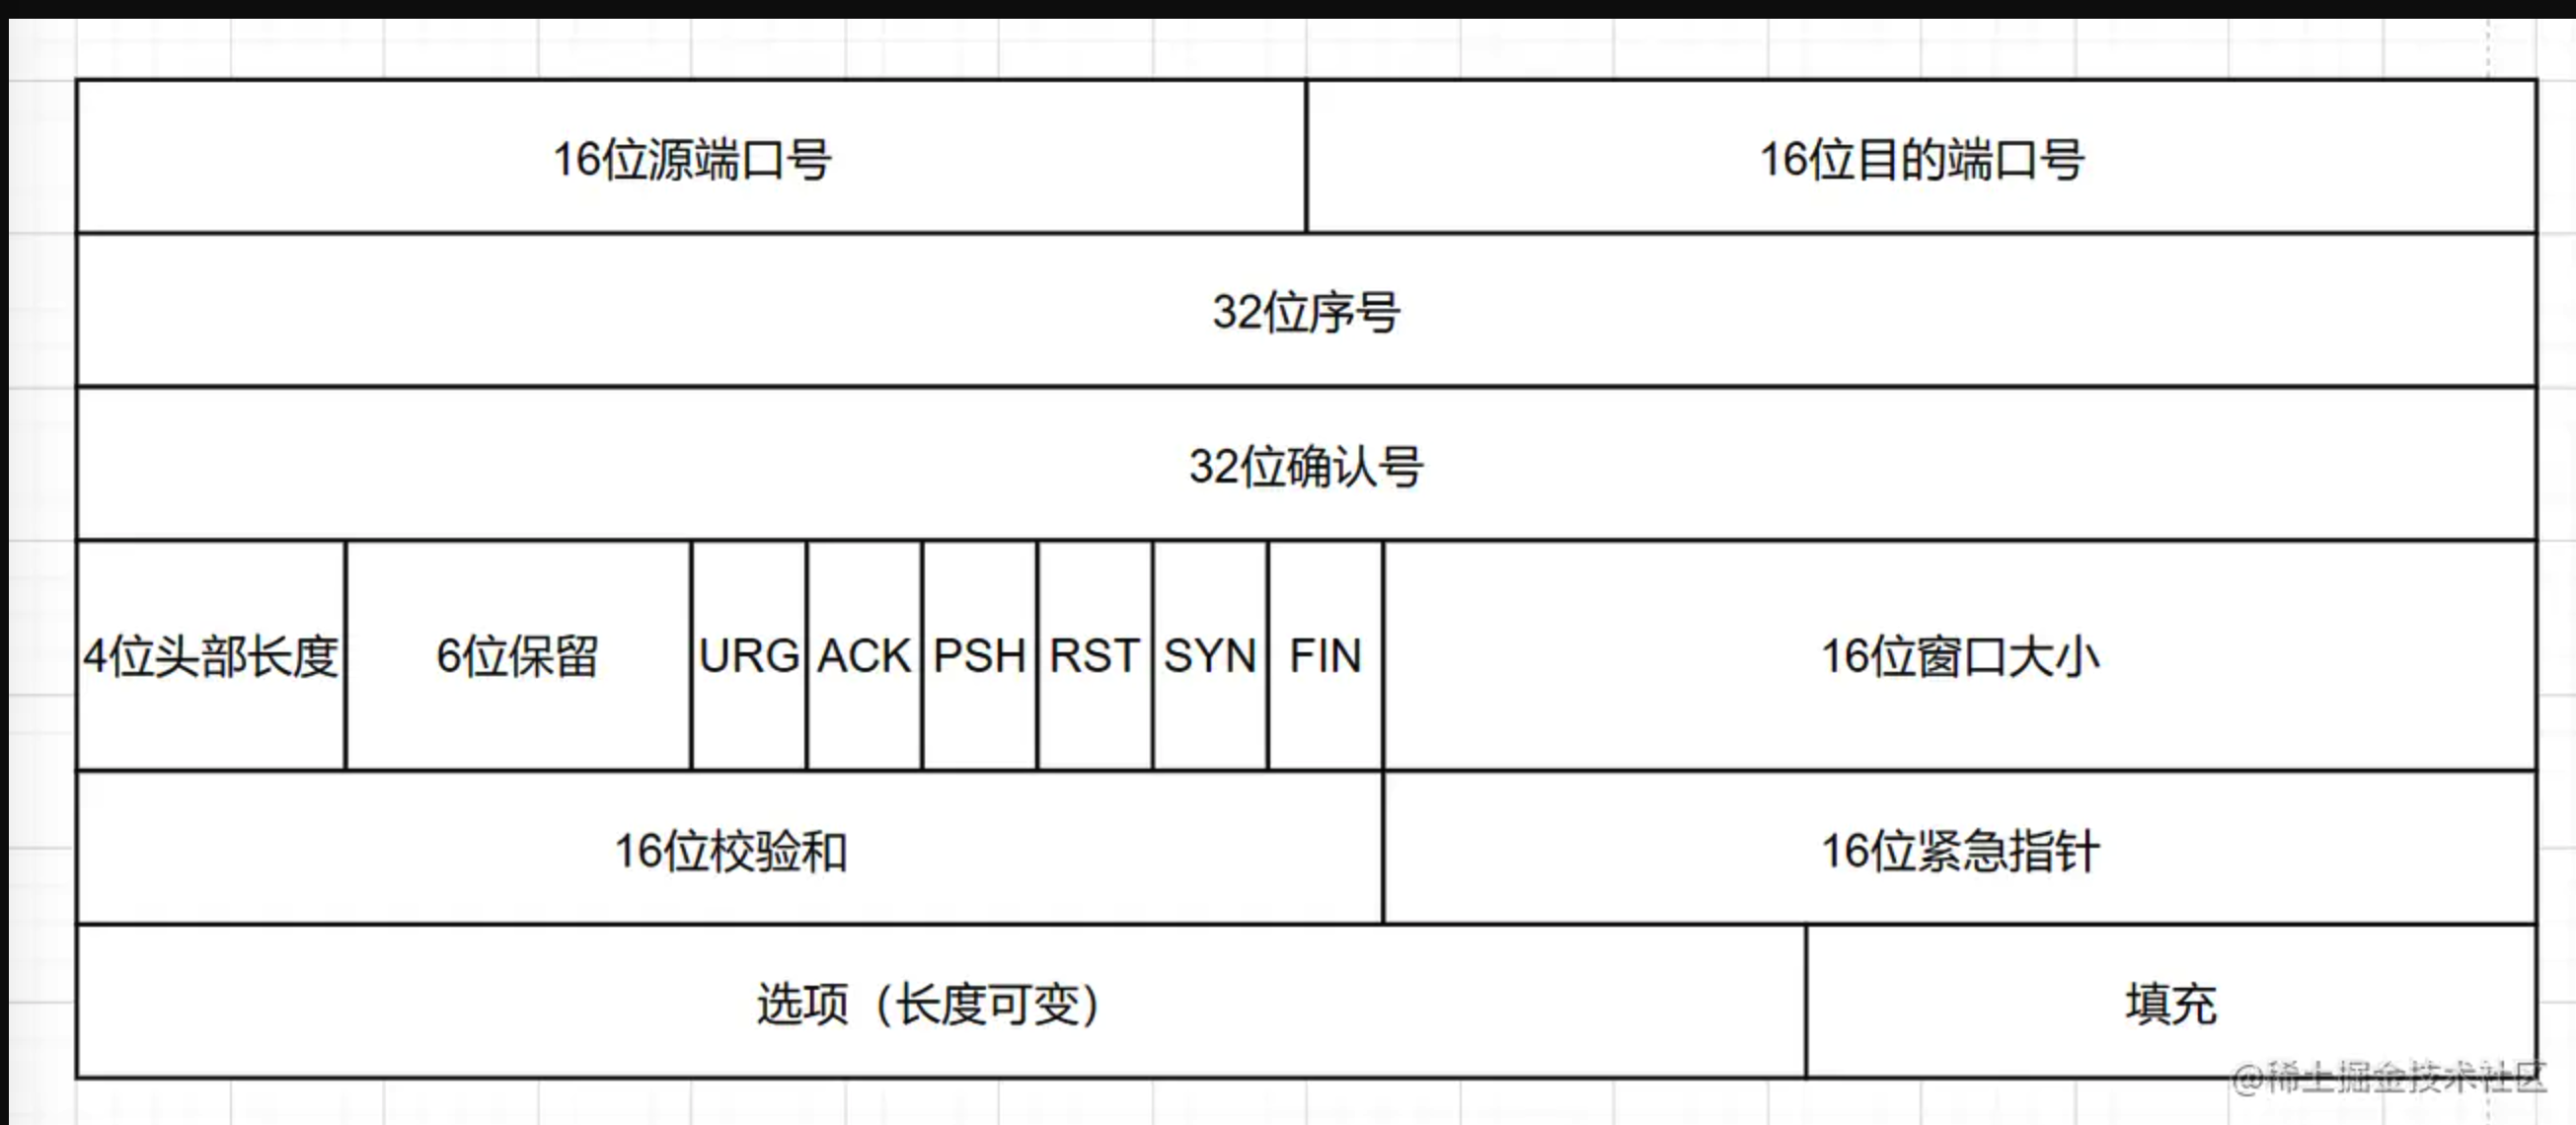 16位源端口号
16位目的端口号
32位序号
32位确认号
4位头部长度
6位保留
URG
ACK
PSH
RST
SYN
FIN
16位窗口大小
16位校验和
16位紧急指针
选项（长度可变）
填充
@稀土掘金技术社区